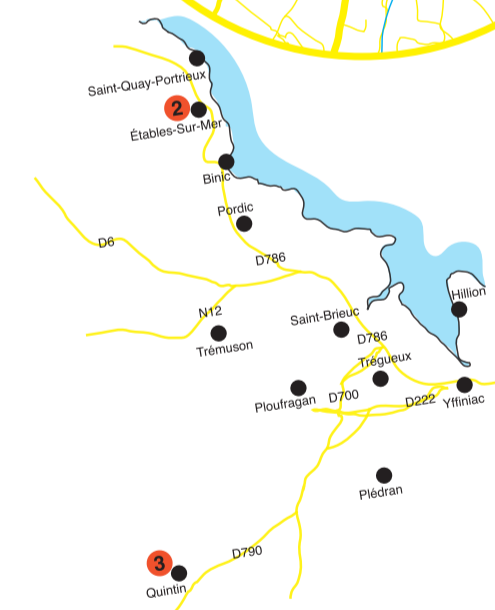 Saint-Quay-Portrieux
2
Étables-Sur-Mer
Binic
Pordic
D6
D786
Hillion
N12
Saint-Brieuc
D786
Trémuson
Trégueux
Ploufragan
D700
D222
Yffiniac
Plédran
D790
3
Quintin